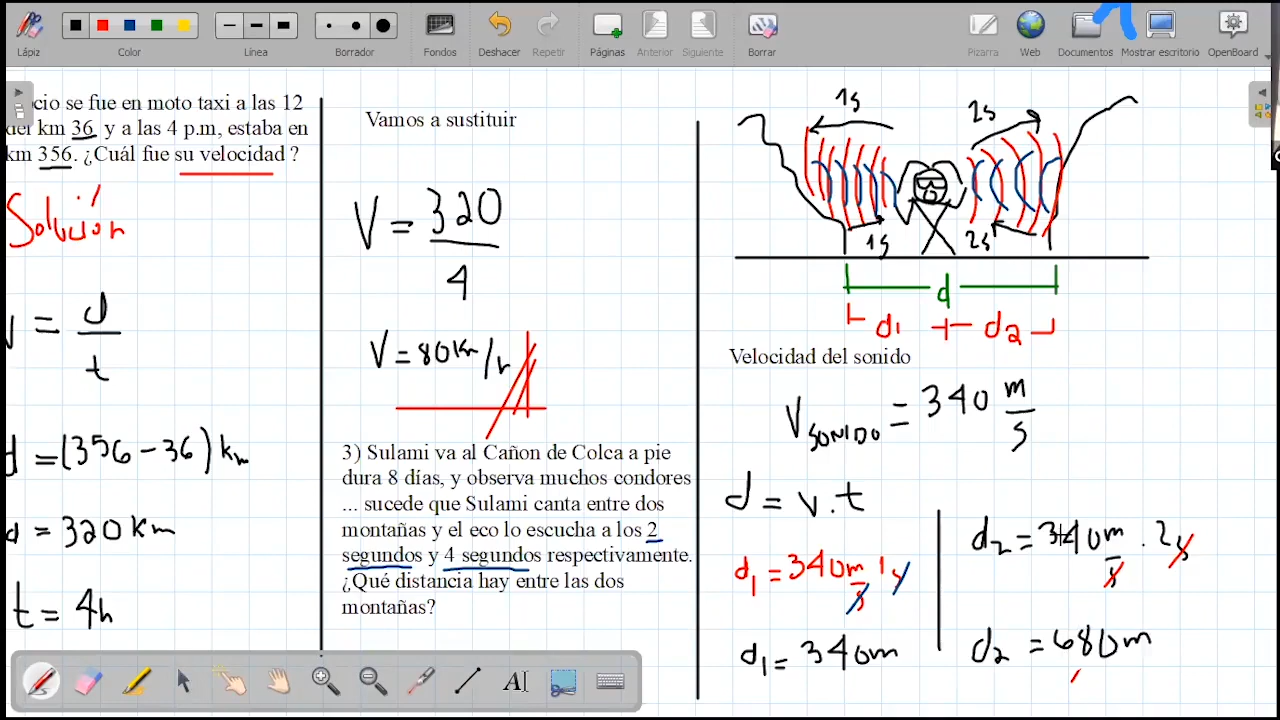 Lápiz
Color
Línea
Borrador
Fondos
Deshacer
Repetir
Páginas
Anterior
Siguiente
Borrar
Pizarra
Web
Documentos
Mostrar escritorio
OpenBoard
cio se fue en moto taxi a las 12
del km 36 y a las 4 p.m, estaba en
km 356. ¿Cuál fue su velocidad ?
Solución
V = d/t
d = (356 - 36) km
d = 320 Km
t = 4h
Vamos a sustituir
V = 320/4
V = 80 Km/h
3) Sulami va al Cañon de Colca a pie
dura 8 días, y observa muchos condores
... sucede que Sulami canta entre dos
montañas y el eco lo escucha a los 2
segundos y 4 segundos respectivamente.
¿Qué distancia hay entre las dos
montañas?
1s
2s
1s
2s
d
d1
d2
Velocidad del sonido
V SONIDO = 340 m/s
d = v . t
d1 = 340 m/s 1s
d1 = 340m
d2 = 340 m/s . 2s
d2 = 680m